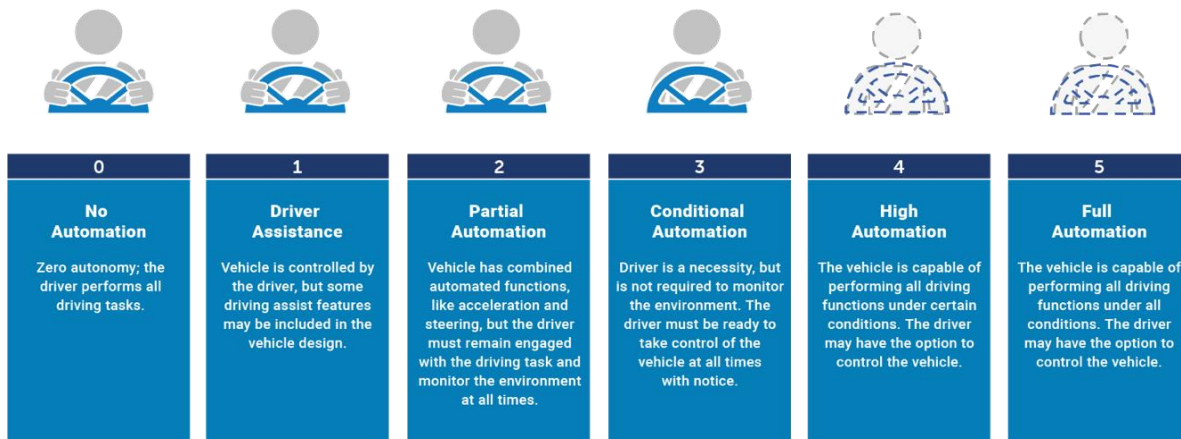 0
No
Automation
Zero autonomy; the
driver performs all
driving tasks.
1
Driver
Assistance
Vehicle is controlled by
the driver, but some
driving assist features
may be included in the
vehicle design.
2
Partial
Automation
Vehicle has combined
automated functions,
like acceleration and
steering, but the driver
must remain engaged
with the driving task and
monitor the environment
at all times.
3
Conditional
Automation
Driver is a necessity, but
is not required to monitor
the environment. The
driver must be ready to
take control of the
vehicle at all times
with notice.
4
High
Automation
The vehicle is capable of
performing all driving
functions under certain
conditions. The driver
may have the option to
control the vehicle.
5
Full
Automation
The vehicle is capable of
performing all driving
functions under all
conditions. The driver
may have the option to
control the vehicle.